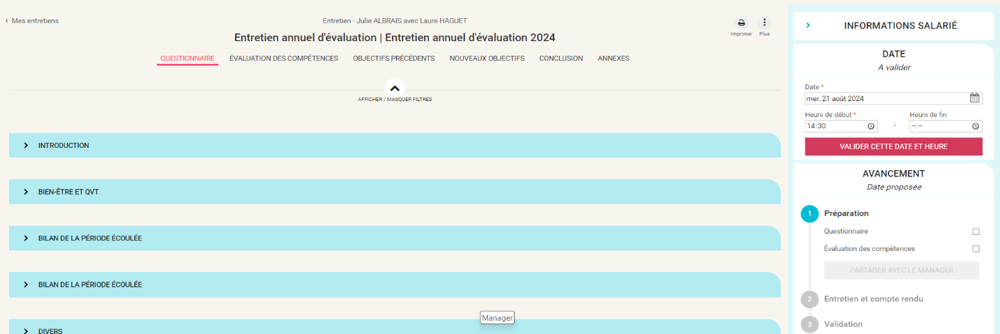 Mes entretiens
Entretien - Julie ALBRAIS avec Laure HAGUET
Entretien annuel d'évaluation | Entretien annuel d'évaluation 2024
Imprimer
Plus
QUESTIONNAIRE
ÉVALUATION DES COMPÉTENCES
OBJECTIFS PRÉCÉDENTS
NOUVEAUX OBJECTIFS
CONCLUSION
ANNEXES
AFFICHER / MASQUER FILTRES
INTRODUCTION
BIEN-ÊTRE ET QVT
BILAN DE LA PÉRIODE ÉCOULÉE
BILAN DE LA PÉRIODE ÉCOULÉE
Manager
DIVERS
INFORMATIONS SALARIÉ
DATE
A valider
Date *
mer. 21 août 2024
Heure de début *
Heure de fin
14:30
-
--:--
VALIDER CETTE DATE ET HEURE
AVANCEMENT
Date proposée
1 Préparation
Questionnaire
Évaluation des compétences
PARTAGER AVEC LE MANAGER
2 Entretien et compte rendu
3 Validation